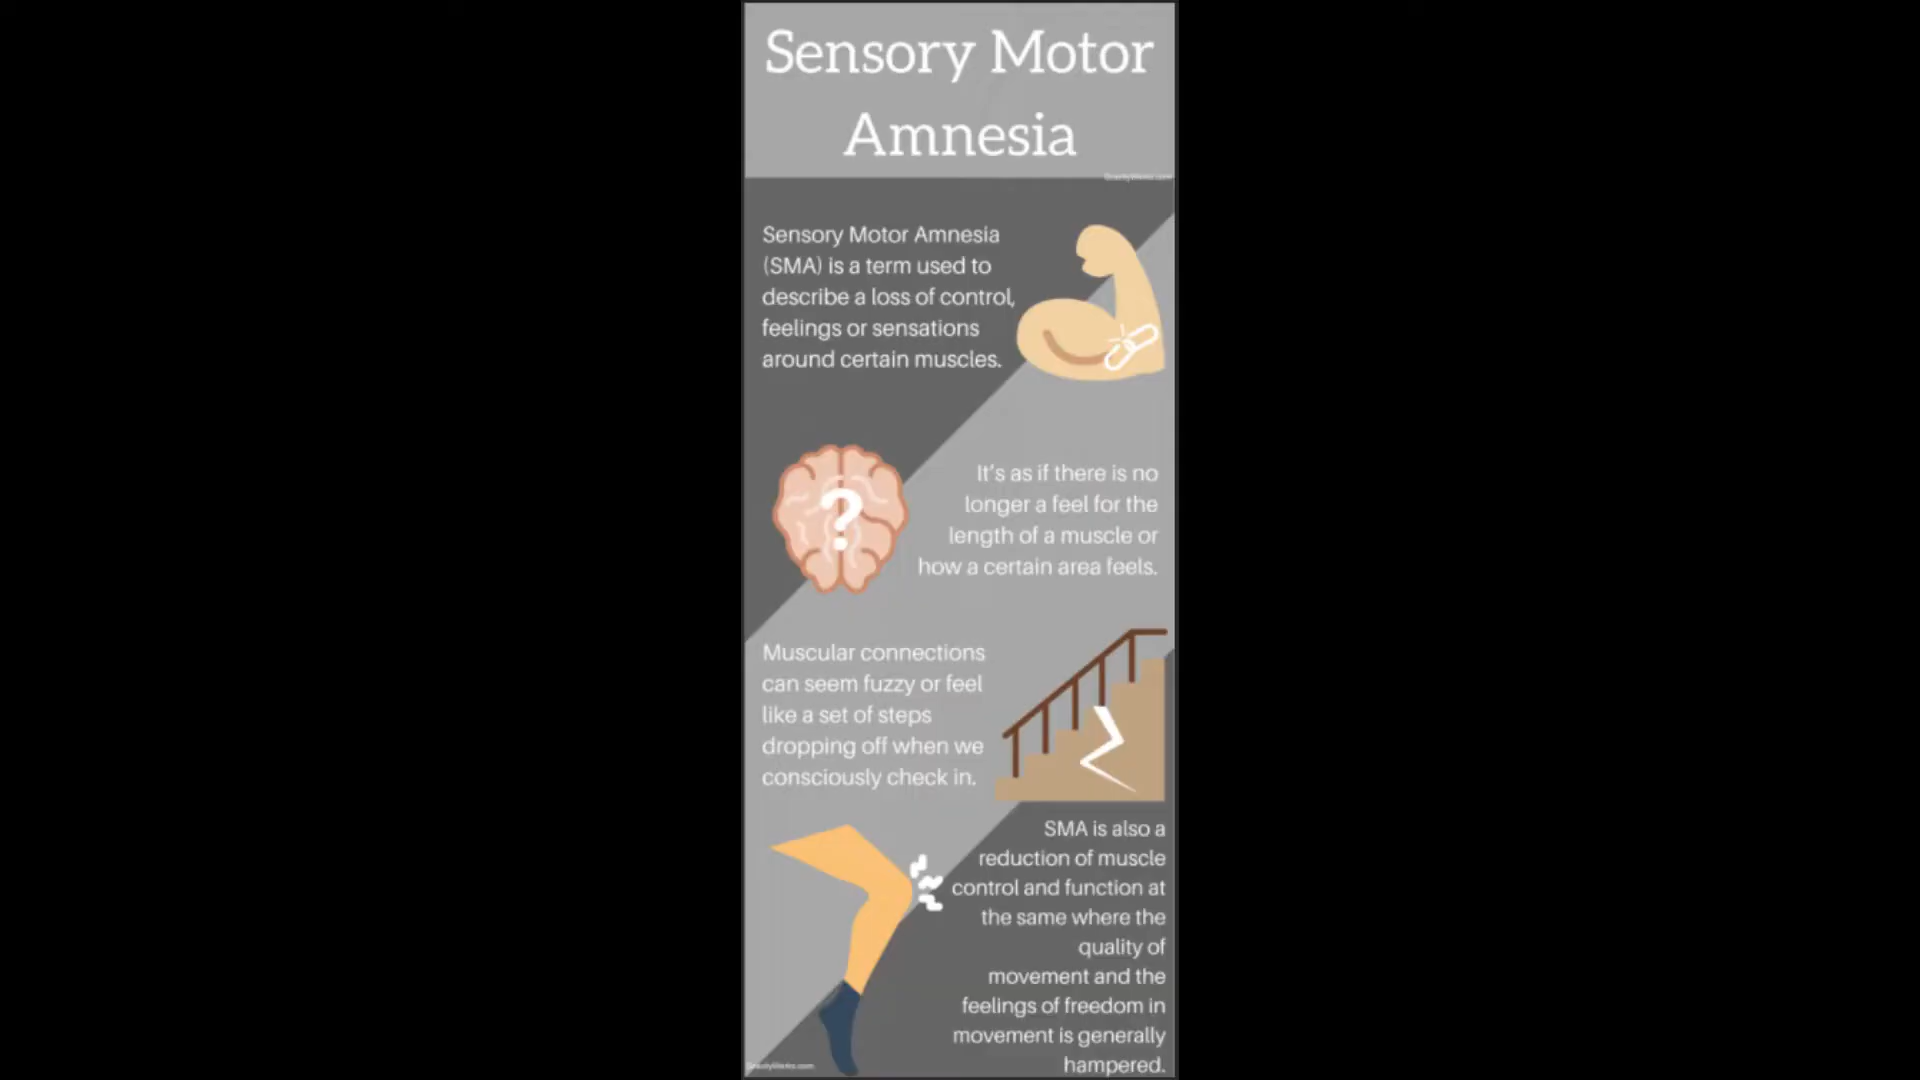 Sensory Motor
Amnesia
GravityWerks.com
Sensory Motor Amnesia
(SMA) is a term used to
describe a loss of control,
feelings or sensations
around certain muscles.
?
It's as if there is no
longer a feel for the
length of a muscle or
how a certain area feels.
Muscular connections
can seem fuzzy or feel
like a set of steps
dropping off when we
consciously check in.
SMA is also a
reduction of muscle
control and function at
the same where the
quality of
movement and the
feelings of freedom in
movement is generally
hampered.
GravityWerks.com